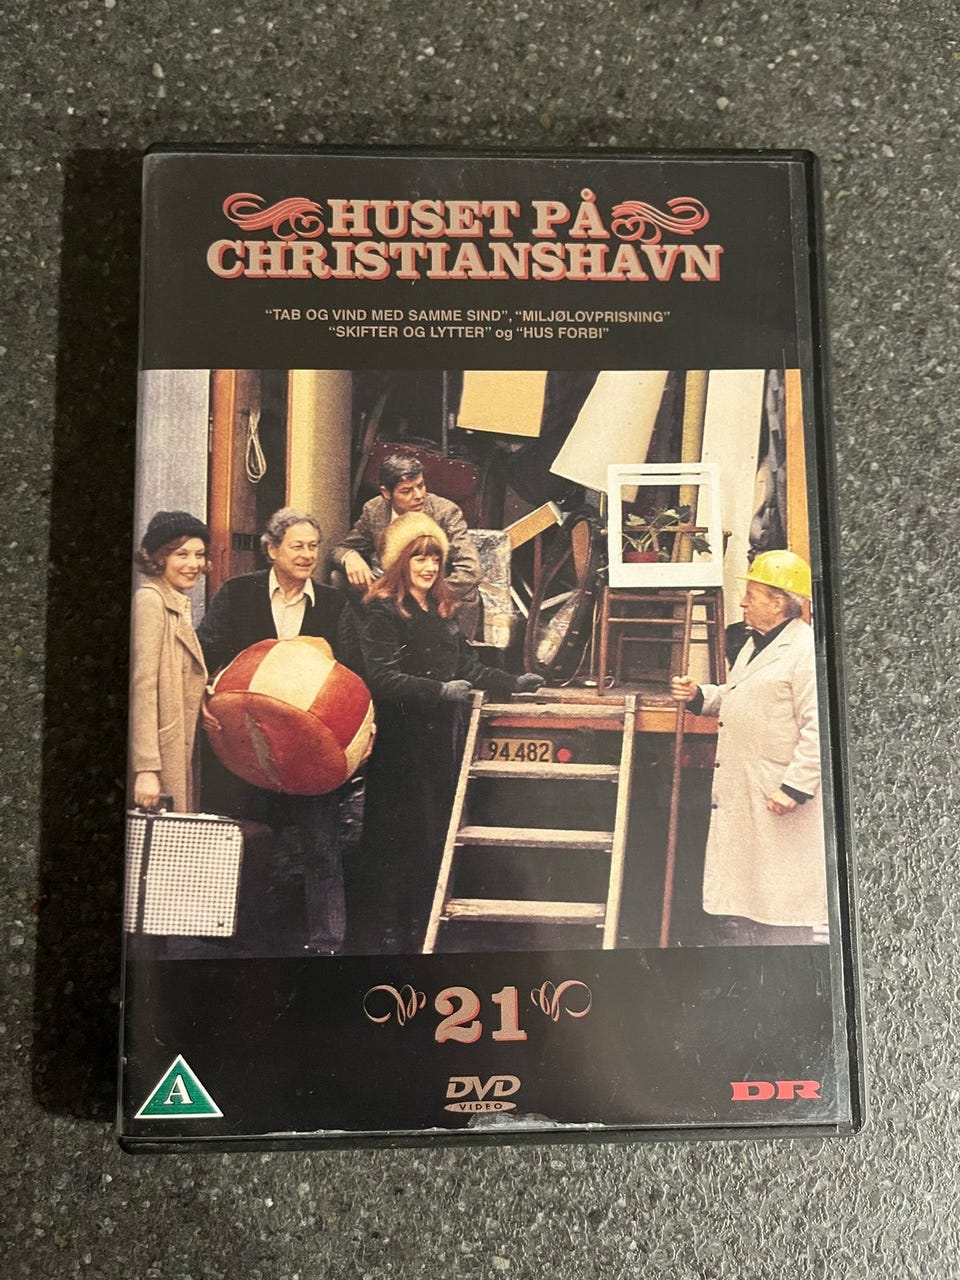 HUSET PÅ
CHRISTIANSHAVN
"TAB OG VIND MED SAMME SIND", "MILJØLOVPRISNING"
"SKIFTER OG LYTTER" og "HUS FORBI"
94.482
21
A
DVD
VIDEO
DR